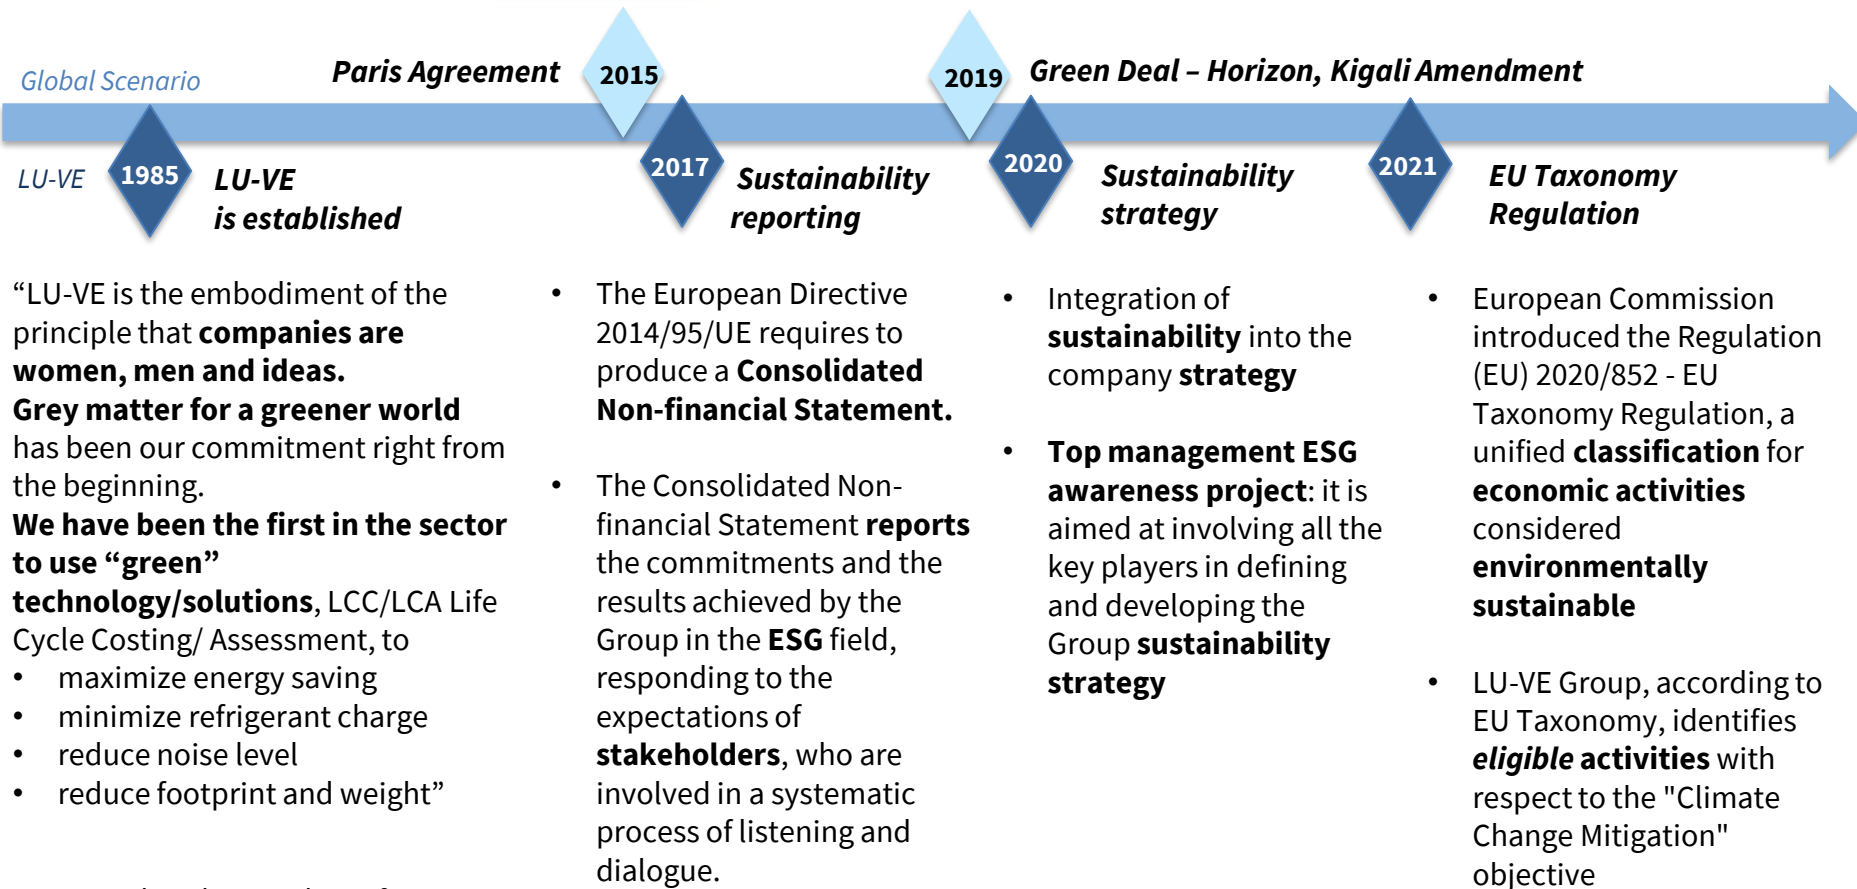 Global Scenario
Paris Agreement
2015
2019
Green Deal – Horizon, Kigali Amendment
LU-VE
1985
LU-VE
is established
2017
Sustainability
reporting
2020
Sustainability
strategy
2021
EU Taxonomy
Regulation
“LU-VE is the embodiment of the
principle that companies are
women, men and ideas.
Grey matter for a greener world
has been our commitment right from
the beginning.
We have been the first in the sector
to use “green”
technology/solutions, LCC/LCA Life
Cycle Costing/ Assessment, to
• maximize energy saving
• minimize refrigerant charge
• reduce noise level
• reduce footprint and weight”
• The European Directive
2014/95/UE requires to
produce a Consolidated
Non-financial Statement.
• The Consolidated Non-
financial Statement reports
the commitments and the
results achieved by the
Group in the ESG field,
responding to the
expectations of
stakeholders, who are
involved in a systematic
process of listening and
dialogue.
• Integration of
sustainability into the
company strategy
• Top management ESG
awareness project: it is
aimed at involving all the
key players in defining
and developing the
Group sustainability
strategy
• European Commission
introduced the Regulation
(EU) 2020/852 - EU
Taxonomy Regulation, a
unified classification for
economic activities
considered
environmentally
sustainable
• LU-VE Group, according to
EU Taxonomy, identifies
eligible activities with
respect to the "Climate
Change Mitigation"
objective